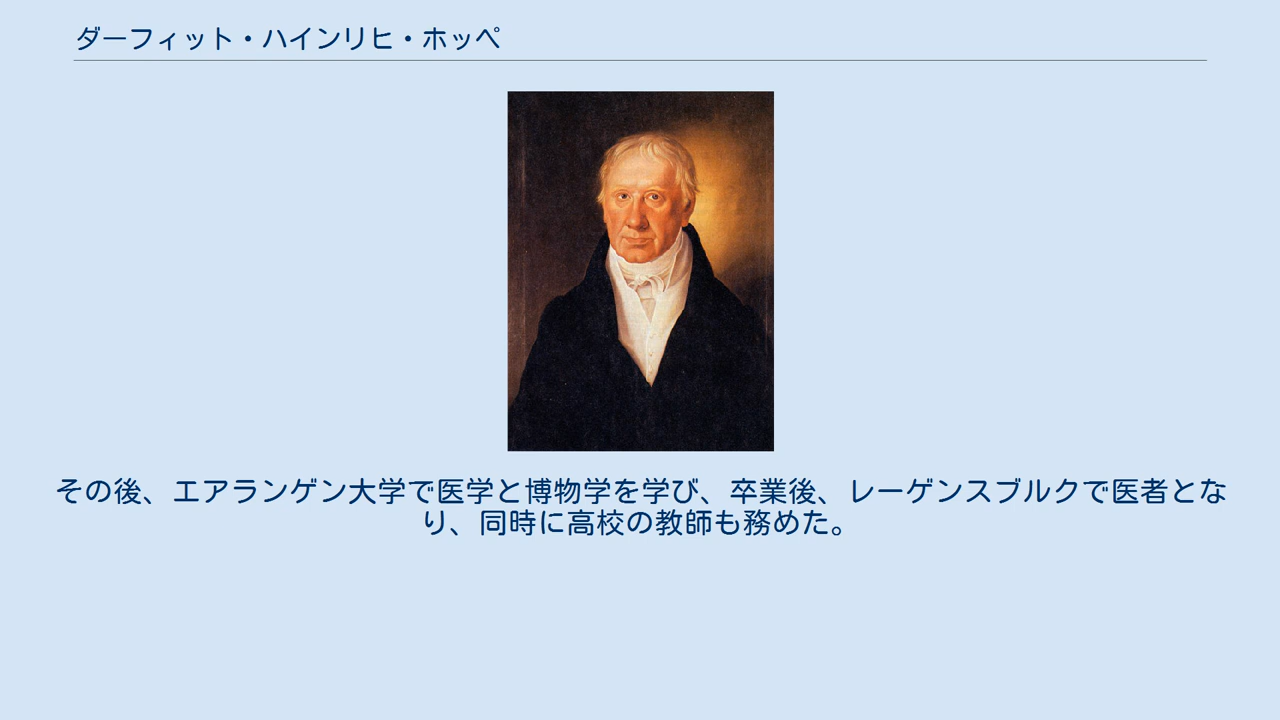 ダーフィット・ハインリヒ・ホッペ
その後、エアランゲン大学で医学と博物学を学び、卒業後、レーゲンスブルクで医者とな
り、同時に高校の教師も務めた。